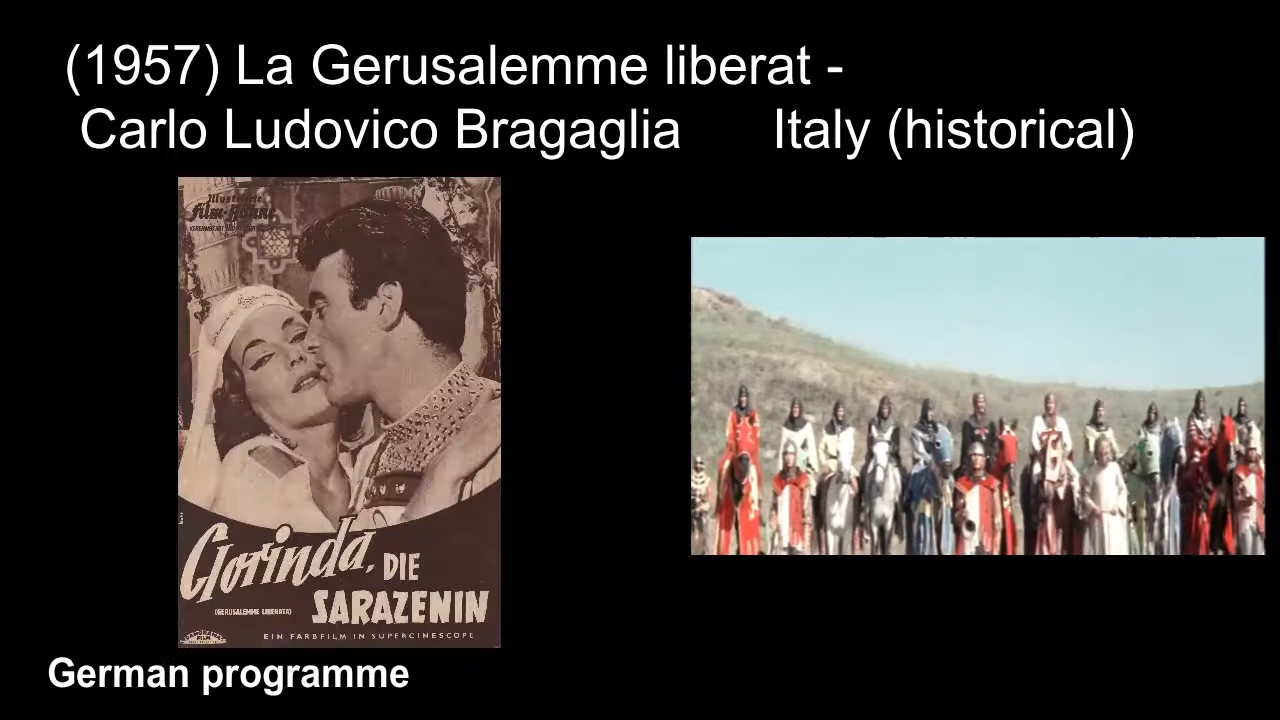 (1957) La Gerusalemme liberat -
Carlo Ludovico Bragaglia Italy (historical)
Illustrierte
Film-Bühne
Clorinda, DIE
(GERUSALEMME LIBERATA)
SARAZENIN
EIN FARBFILM IN SUPERCINESCOPE
German programme